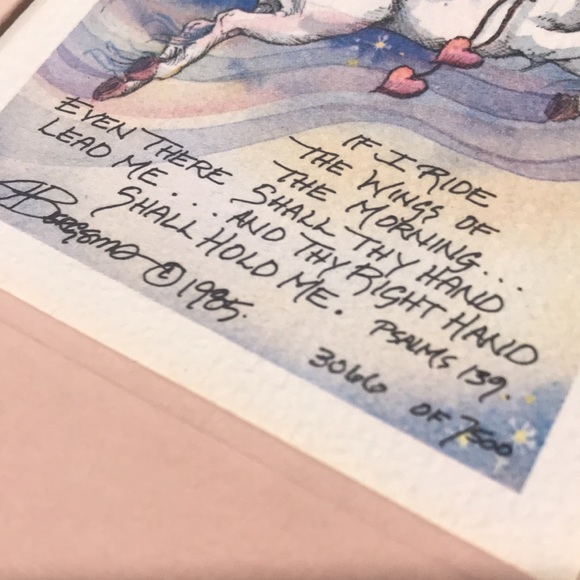 IF I RIDE
THE WINGS OF
THE MORNING...
EVEN THERE SHALL THY HAND
LEAD ME.... AND THY RIGHT HAND
SHALL HOLD ME.
PSALMS 139.
JBergsma © 1985.
3066 OF 7500